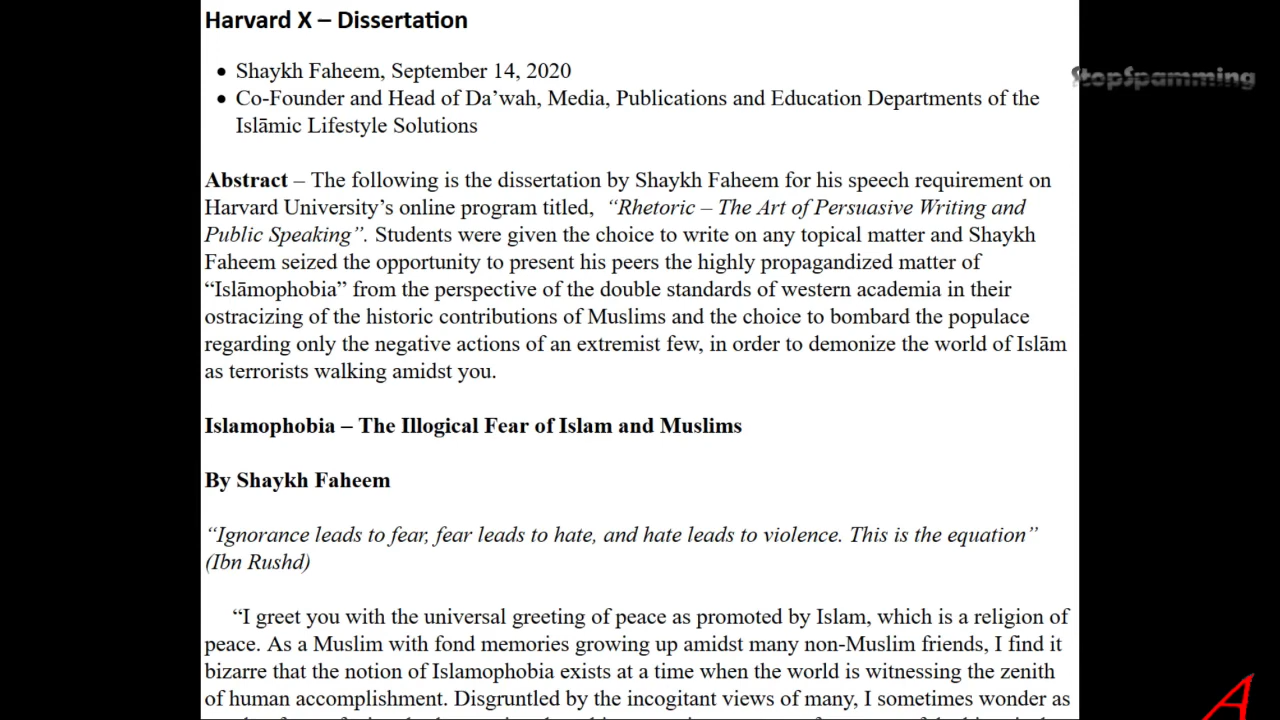 Harvard X – Dissertation
• Shaykh Faheem, September 14, 2020
StopSpamming
• Co-Founder and Head of Da’wah, Media, Publications and Education Departments of the
Islāmic Lifestyle Solutions
Abstract – The following is the dissertation by Shaykh Faheem for his speech requirement on
Harvard University’s online program titled, “Rhetoric – The Art of Persuasive Writing and
Public Speaking”. Students were given the choice to write on any topical matter and Shaykh
Faheem seized the opportunity to present his peers the highly propagandized matter of
“Islāmophobia” from the perspective of the double standards of western academia in their
ostracizing of the historic contributions of Muslims and the choice to bombard the populace
regarding only the negative actions of an extremist few, in order to demonize the world of Islām
as terrorists walking amidst you.
Islamophobia – The Illogical Fear of Islam and Muslims
By Shaykh Faheem
“Ignorance leads to fear, fear leads to hate, and hate leads to violence. This is the equation”
(Ibn Rushd)
“I greet you with the universal greeting of peace as promoted by Islam, which is a religion of
peace. As a Muslim with fond memories growing up amidst many non-Muslim friends, I find it
bizarre that the notion of Islamophobia exists at a time when the world is witnessing the zenith
of human accomplishment. Disgruntled by the incogitant views of many, I sometimes wonder as